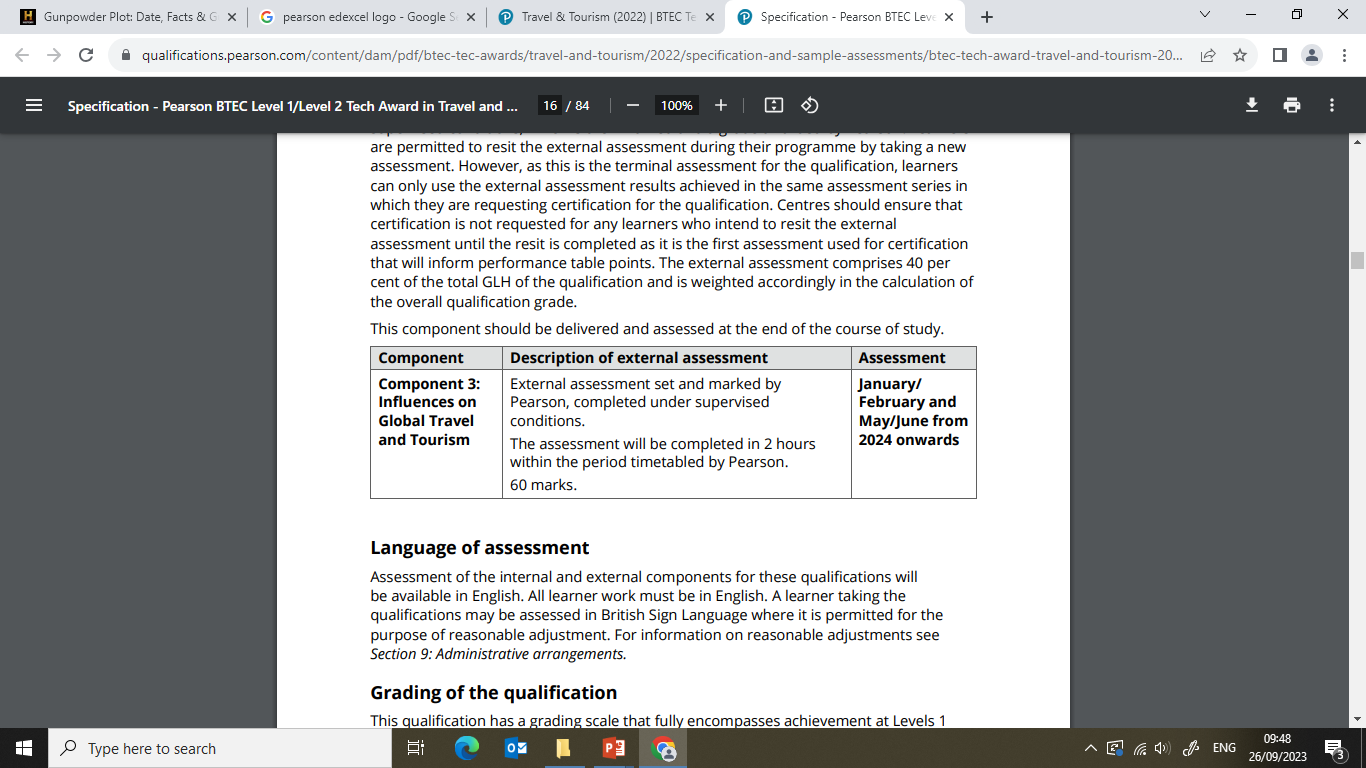 Gunpowder Plot: Date, Facts & G
pearson edexcel logo - Google S
Travel & Tourism (2022) | BTEC Te
Specification - Pearson BTEC Leve
qualifications.pearson.com/content/dam/pdf/btec-tec-awards/travel-and-tourism/2022/specification-and-sample-assessments/btec-tech-award-travel-and-tourism-20...
Specification - Pearson BTEC Level 1/Level 2 Tech Award in Travel and ...
16 / 84
100%
are permitted to resit the external assessment during their programme by taking a new
assessment. However, as this is the terminal assessment for the qualification, learners
can only use the external assessment results achieved in the same assessment series in
which they are requesting certification for the qualification. Centres should ensure that
certification is not requested for any learners who intend to resit the external
assessment until the resit is completed as it is the first assessment used for certification
that will inform performance table points. The external assessment comprises 40 per
cent of the total GLH of the qualification and is weighted accordingly in the calculation of
the overall qualification grade.
This component should be delivered and assessed at the end of the course of study.
Component
Description of external assessment
Assessment
Component 3:
Influences on
Global Travel
and Tourism
External assessment set and marked by
Pearson, completed under supervised
conditions.
The assessment will be completed in 2 hours
within the period timetabled by Pearson.
60 marks.
January/
February and
May/June from
2024 onwards
Language of assessment
Assessment of the internal and external components for these qualifications will
be available in English. All learner work must be in English. A learner taking the
qualifications may be assessed in British Sign Language where it is permitted for the
purpose of reasonable adjustment. For information on reasonable adjustments see
Section 9: Administrative arrangements.
Grading of the qualification
This qualification has a grading scale that fully encompasses achievement at Levels 1
Type here to search
ENG
09:48
26/09/2023
3